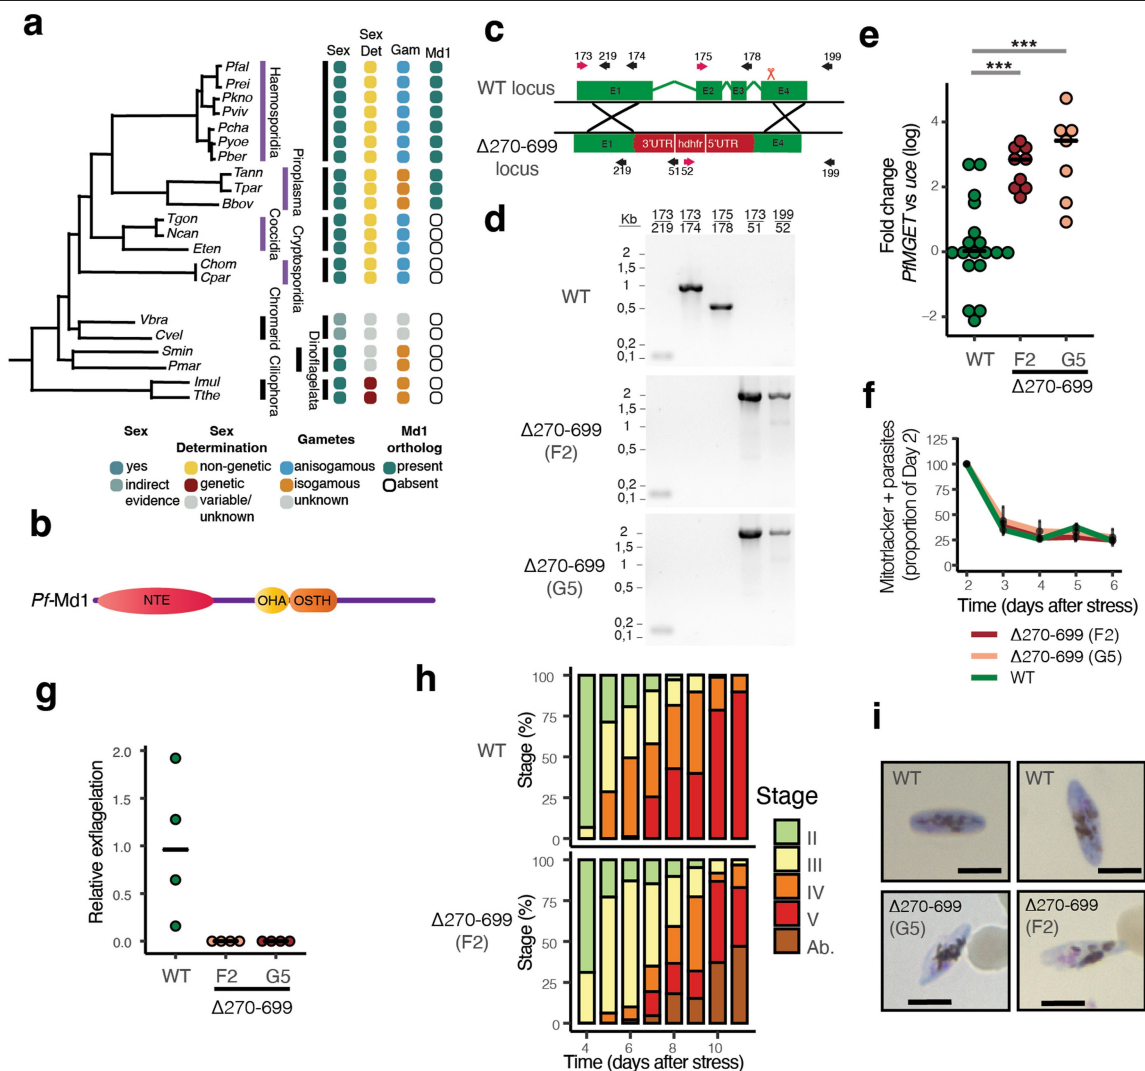 a
Sex
Sex
Det
Gam
Md1
Pfal
Prei
Pkno
Pviv
Pcha
Pyoe
Pber
Tann
Tpar
Bbov
Tgon
Ncan
Eten
Chom
Cpar
Vbra
Cvel
Smin
Pmar
Imul
Tthe
Haemosporidia
Piroplasma
Coccidia
Cryptosporidia
Chromerid
Dinoflagelata
Ciliophora
Sex
yes
indirect
evidence
Sex
Determination
non-genetic
genetic
variable/
unknown
Gametes
anisogamous
isogamous
unknown
Md1
ortholog
present
absent
b
Pf-Md1
NTE
OHA
OSTH
c
173
219
174
175
178
199
WT locus
E1
E2
E3
E4
Δ270-699
locus
E1
3'UTR
hdhfr
5'UTR
E4
219
51
52
199
d
Kb
173 173 175 173 199
219 174 178 51 52
WT
2
1,5
1
0,5
0,2
0,1
Δ270-699
(F2)
2
1,5
1
0,5
0,2
0,1
Δ270-699
(G5)
2
1,5
1
0,5
0,2
0,1
e
***
***
Fold change
PfMGET vs uce (log)
4
2
0
−2
WT F2 G5
Δ270-699
f
Mitotrlacker + parasites
(proportion of Day 2)
125
100
75
50
25
0
2 3 4 5 6
Time (days after stress)
Δ270-699 (F2)
Δ270-699 (G5)
WT
g
Relative exflagelation
2.0
1.5
1.0
0.5
0.0
WT F2 G5
Δ270-699
h
WT
Stage (%)
100
75
50
25
0
Δ270-699
(F2)
Stage (%)
100
75
50
25
0
4 6 8 10
Time (days after stress)
Stage
II
III
IV
V
Ab.
i
WT
WT
Δ270-699
(G5)
Δ270-699
(F2)